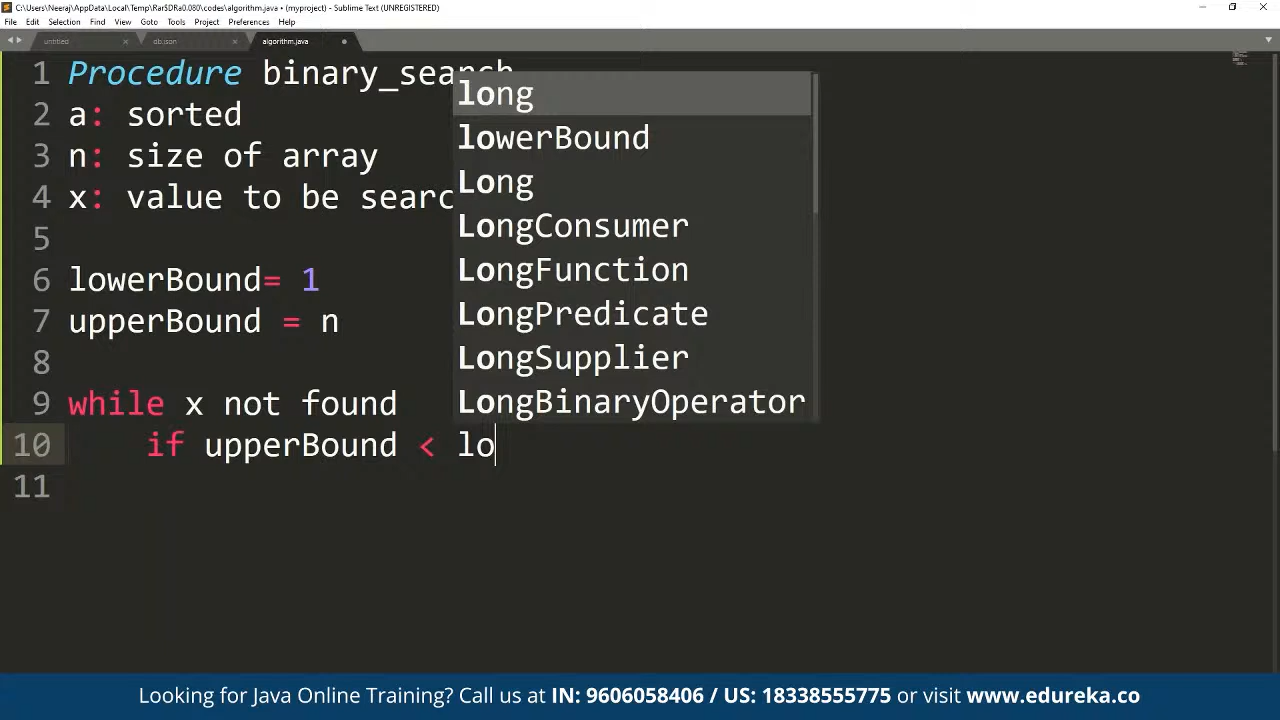 C:\Users\Neeraj\AppData\Local\Temp\Rar$DRa0.080\codes\algorithm.java • (myproject) - Sublime Text (UNREGISTERED)
File Edit Selection Find View Goto Tools Project Preferences Help
untitled × db.json × algorithm.java
1 Procedure binary_search
2 a: sorted
3 n: size of array
4 x: value to be searc
5
6 lowerBound= 1
7 upperBound = n
8
9 while x not found
10 if upperBound < lo
11
long
lowerBound
Long
LongConsumer
LongFunction
LongPredicate
LongSupplier
LongBinaryOperator
Looking for Java Online Training? Call us at IN: 9606058406 / US: 18338555775 or visit www.edureka.co